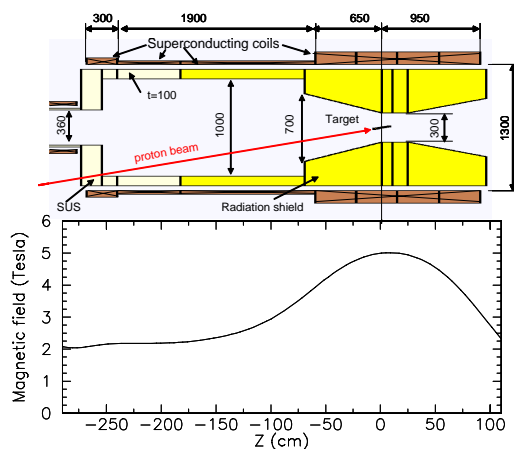 300 1900 650 950
Superconducting coils
t=100
360
1000
700
Target
300
1300
proton beam
SUS
Radiation shield
Magnetic field (Tesla)
6
5
4
3
2
1
0
−250 −200 −150 −100 −50 0 50 100
Z (cm)